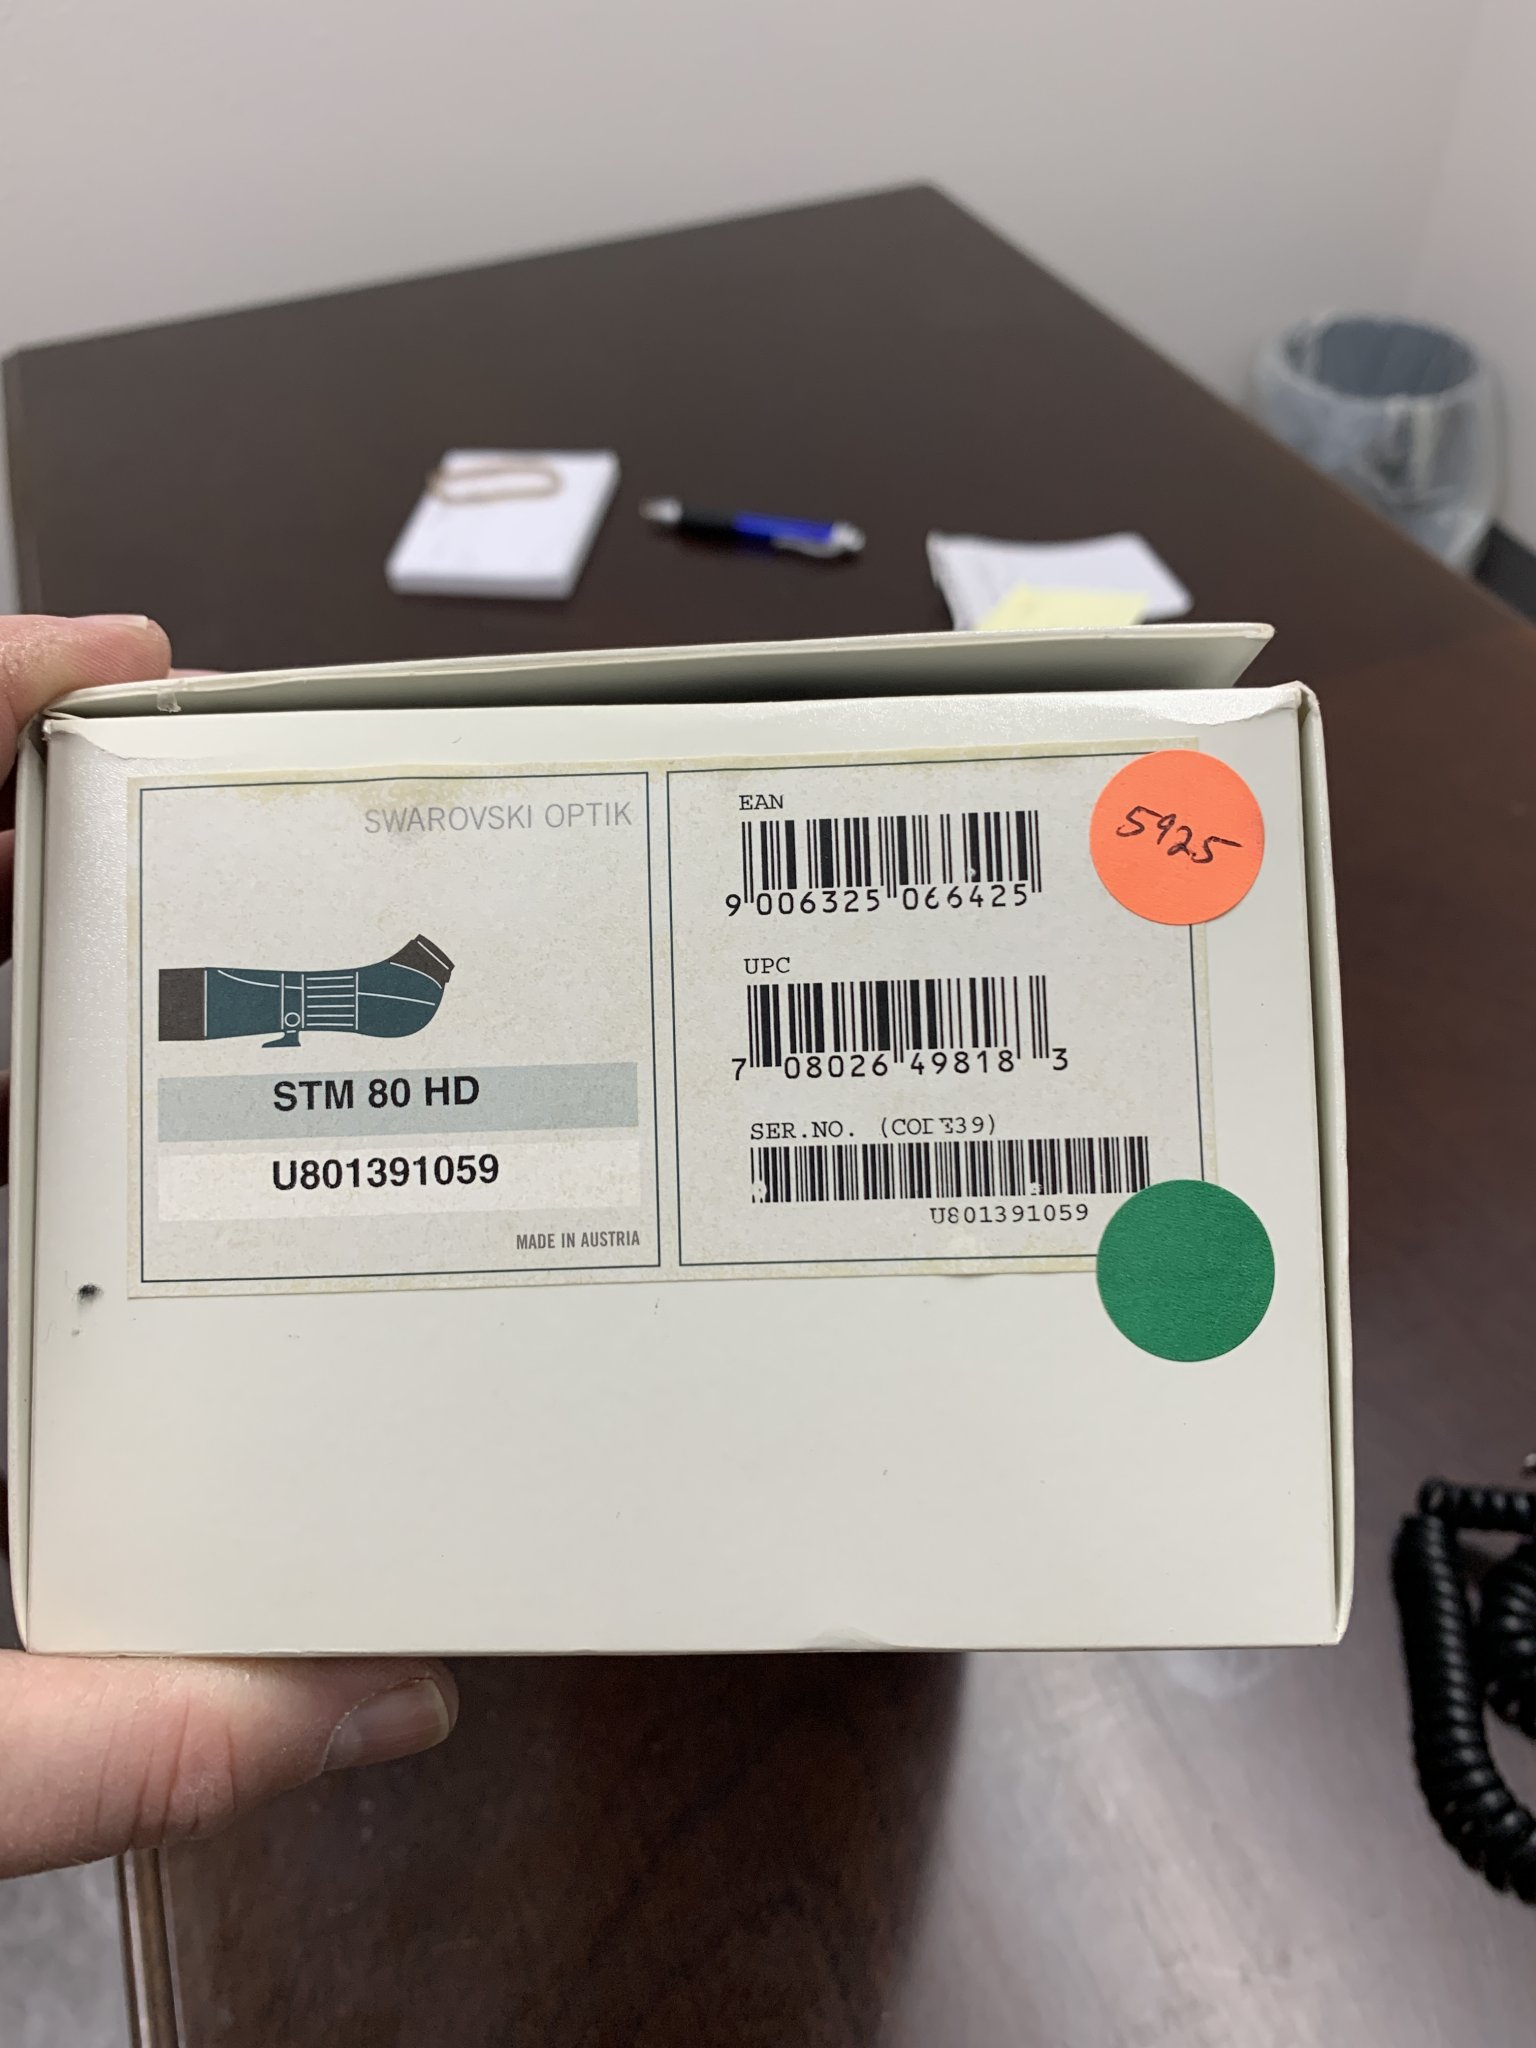 SWAROVSKI OPTIK
STM 80 HD
U801391059
MADE IN AUSTRIA
EAN
9 006325 066425
UPC
7 08026 49818 3
SER.NO. (CODE39)
U801391059
5925